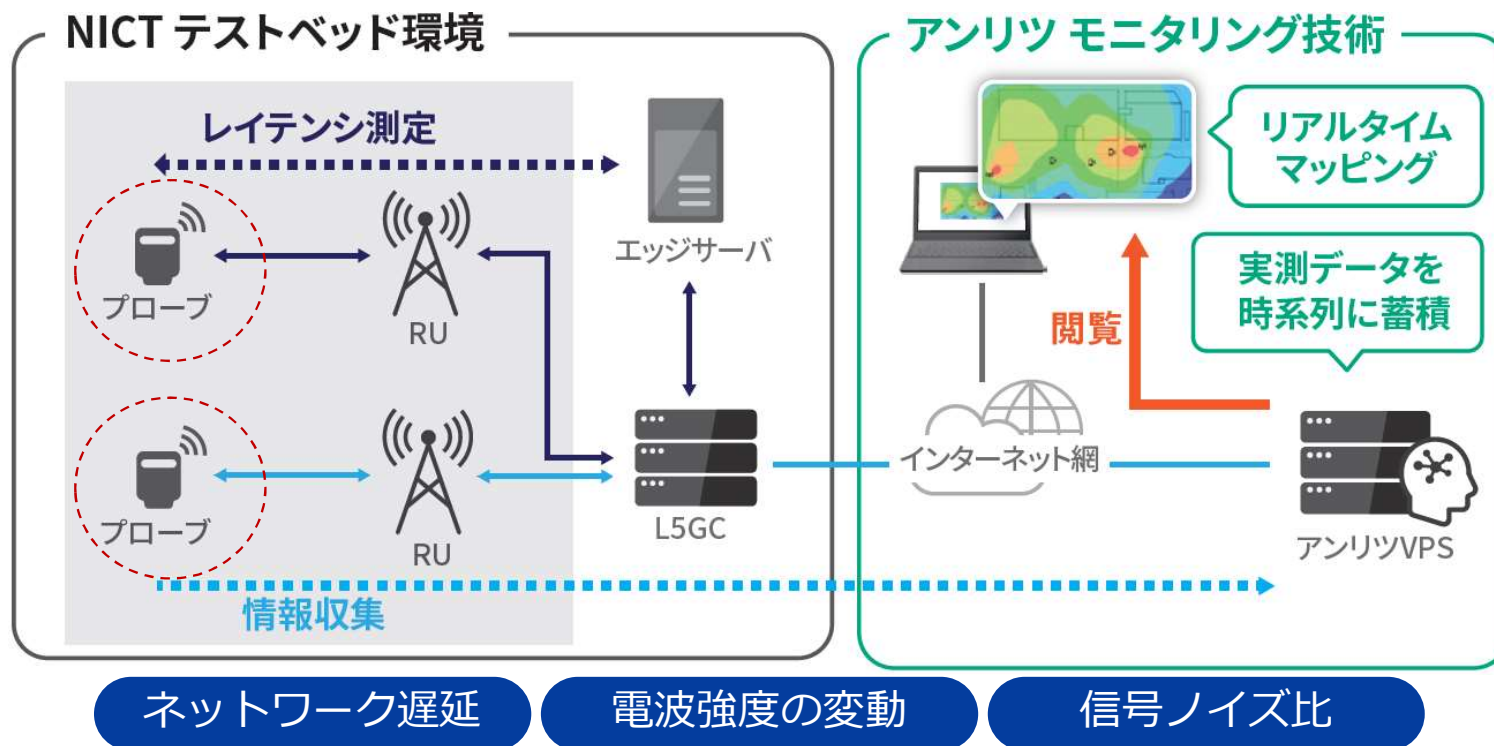 NICT テストベッド環境
アンリツ モニタリング技術
レイテンシ測定
リアルタイム
マッピング
エッジサーバ
プローブ
RU
実測データを
時系列に蓄積
閲覧
インターネット網
プローブ
RU
L5GC
アンリツVPS
情報収集
ネットワーク遅延
電波強度の変動
信号ノイズ比